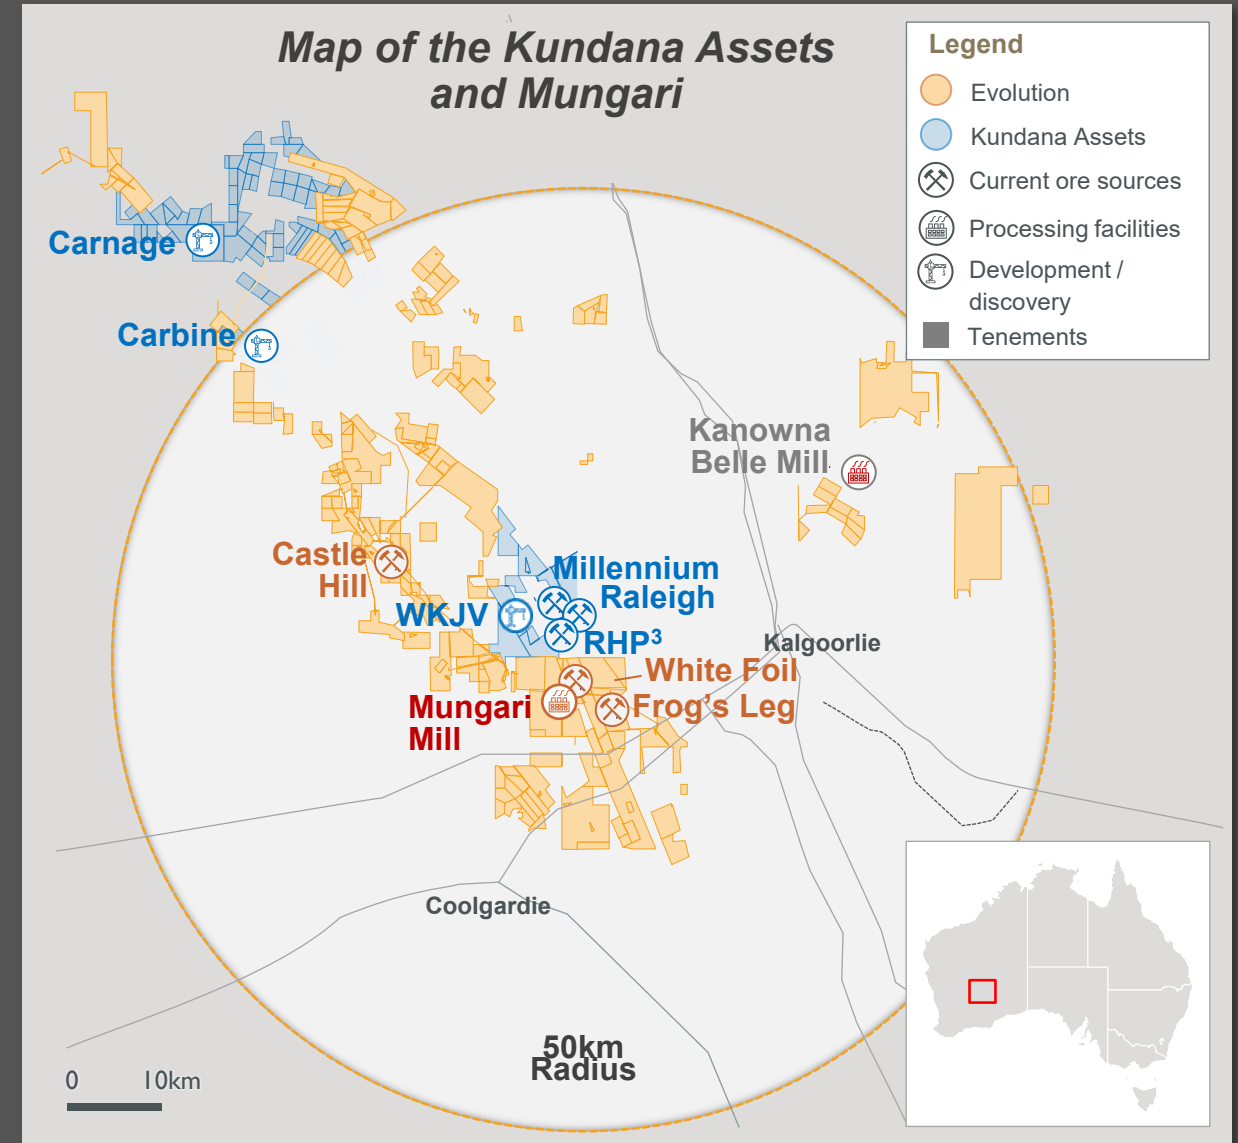 Map of the Kundana Assets
and Mungari
Legend
Evolution
Kundana Assets
Current ore sources
Processing facilities
Development /
discovery
Tenements
Carnage
Carbine
Kanowna
Belle Mill
Castle
Hill
Millennium
Raleigh
WKJV
RHP³
Kalgoorlie
White Foil
Mungari
Mill
Frog's Leg
Coolgardie
50km
Radius
0 10km